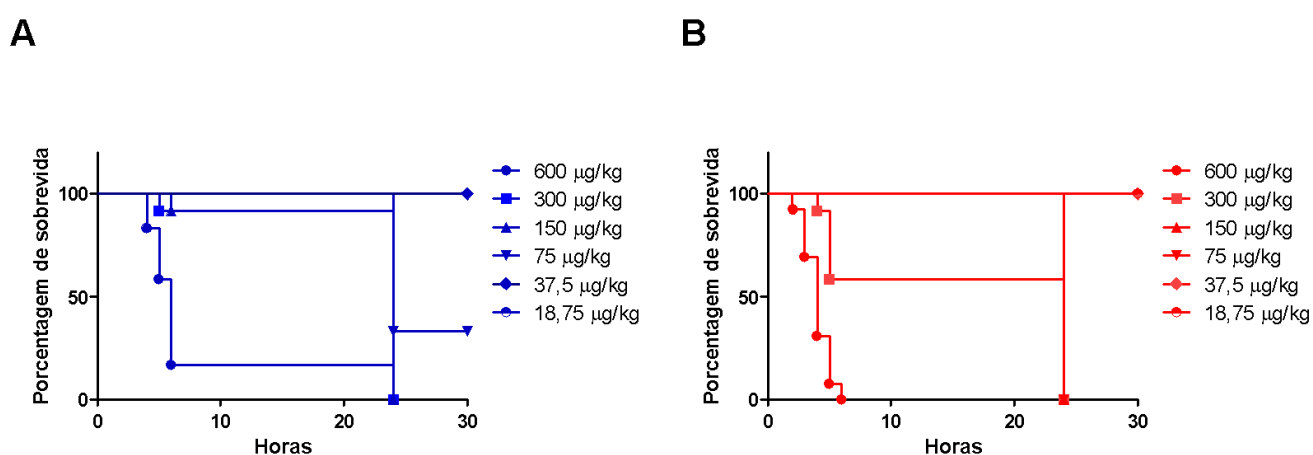 A
Porcentagem de sobrevida
100
50
0
0
10
20
30
Horas
600 µg/kg
300 µg/kg
150 µg/kg
75 µg/kg
37,5 µg/kg
18,75 µg/kg
B
Porcentagem de sobrevida
100
50
0
0
10
20
30
Horas
600 µg/kg
300 µg/kg
150 µg/kg
75 µg/kg
37,5 µg/kg
18,75 µg/kg